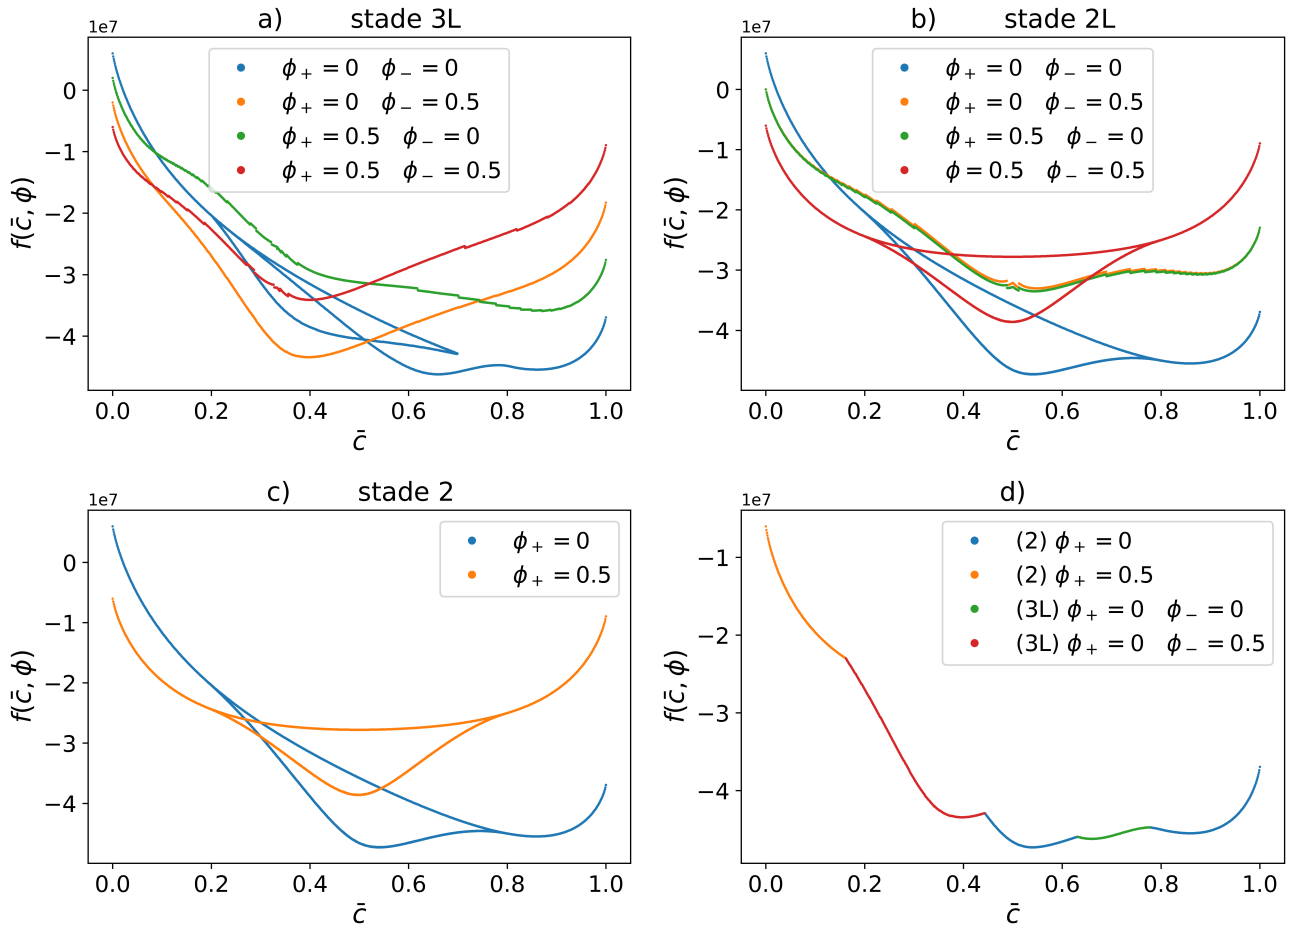 a) stade 3L
1e7
ϕ₊ = 0 ϕ₋ = 0
ϕ₊ = 0 ϕ₋ = 0.5
ϕ₊ = 0.5 ϕ₋ = 0
ϕ₊ = 0.5 ϕ₋ = 0.5
0
−1
−2
−3
−4
f(c̄, ϕ)
0.0 0.2 0.4 0.6 0.8 1.0
c̄
b) stade 2L
1e7
ϕ₊ = 0 ϕ₋ = 0
ϕ₊ = 0 ϕ₋ = 0.5
ϕ₊ = 0.5 ϕ₋ = 0
ϕ = 0.5 ϕ₋ = 0.5
0
−1
−2
−3
−4
f(c̄, ϕ)
0.0 0.2 0.4 0.6 0.8 1.0
c̄
c) stade 2
1e7
ϕ₊ = 0
ϕ₊ = 0.5
0
−1
−2
−3
−4
f(c̄, ϕ)
0.0 0.2 0.4 0.6 0.8 1.0
c̄
d)
1e7
(2) ϕ₊ = 0
(2) ϕ₊ = 0.5
(3L) ϕ₊ = 0 ϕ₋ = 0
(3L) ϕ₊ = 0 ϕ₋ = 0.5
−1
−2
−3
−4
f(c̄, ϕ)
0.0 0.2 0.4 0.6 0.8 1.0
c̄